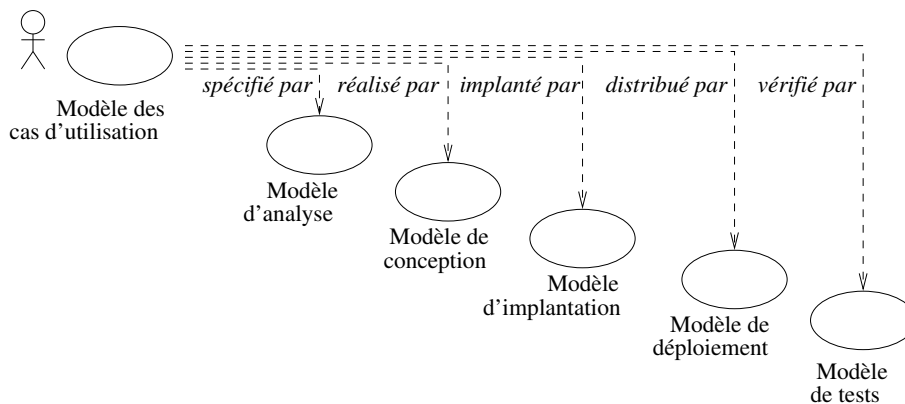 spécifié par
réalisé par
implanté par
distribué par
vérifié par
Modèle des
cas d'utilisation
Modèle
d'analyse
Modèle de
conception
Modèle
d'implantation
Modèle de
déploiement
Modèle
de tests